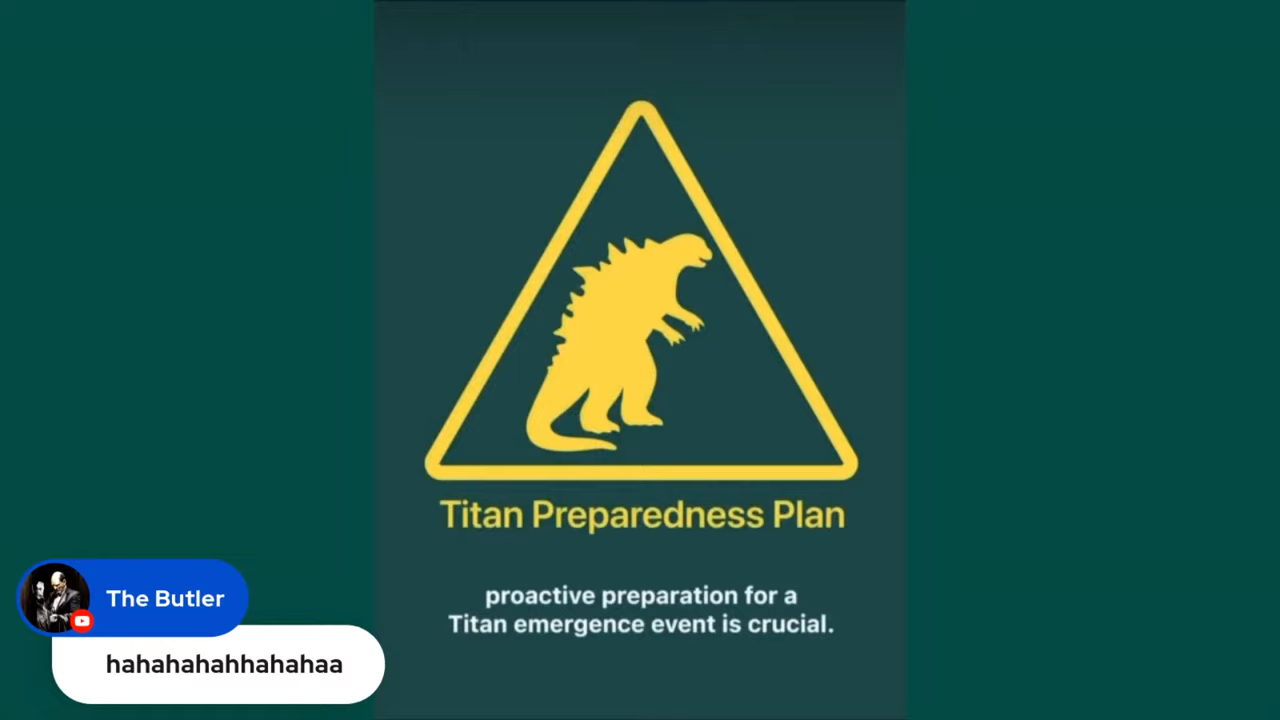 Titan Preparedness Plan
proactive preparation for a
Titan emergence event is crucial.
The Butler
hahahahahhahahaa